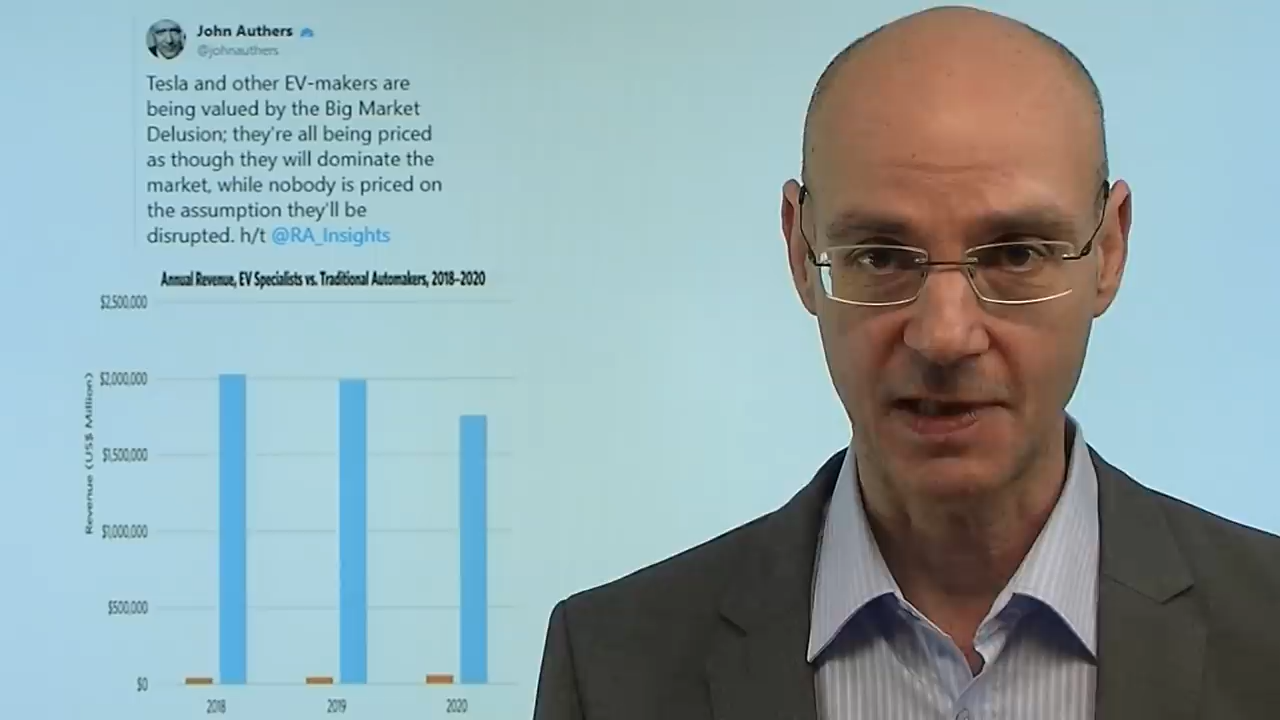 John Authers
@johnauthers
Tesla and other EV-makers are
being valued by the Big Market
Delusion; they're all being priced
as though they will dominate the
market, while nobody is priced on
the assumption they'll be
disrupted. h/t @RA_Insights
Annual Revenue, EV Specialists vs. Traditional Automakers, 2018–2020
Revenue (US$ Million)
$2,500,000
$2,000,000
$1,500,000
$1,000,000
$500,000
$0
2018
2019
2020